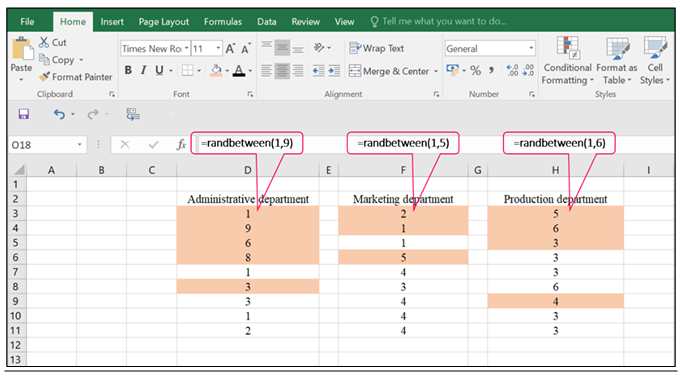 File Home Insert Page Layout Formulas Data Review View Tell me what you want to do...
Cut
Copy
Format Painter
Paste
Clipboard
Times New Ro 11 A A
B I U A
Font
Wrap Text
Merge & Center
Alignment
General
% , .00 .0 .00
Number
Conditional Formatting
Format as Table
Cell Styles
Styles
O18 fx =randbetween(1,9) =randbetween(1,5) =randbetween(1,6)
A B C D E F G H I
1
2 Administrative department Marketing department Production department
3 1 2 5
4 9 1 6
5 6 1 3
6 8 5 3
7 1 4 3
8 3 3 6
9 3 4 4
10 1 4 3
11 2 4 3
12
13